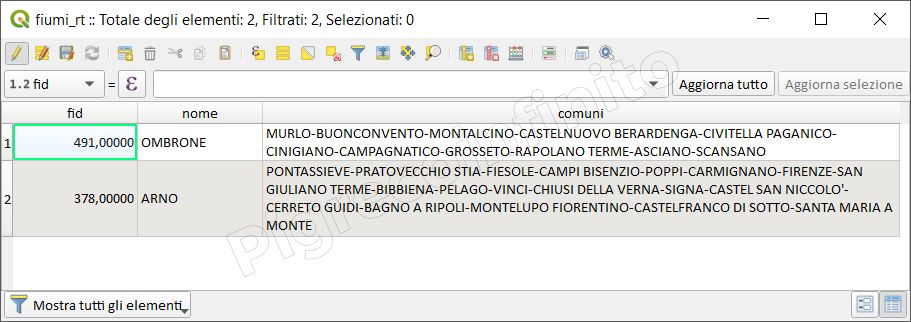 fiumi_rt :: Totale degli elementi: 2, Filtrati: 2, Selezionati: 0
1.2 fid = ε Aggiorna tutto Aggiorna selezione
fid nome comuni
1 491,00000 OMBRONE MURLO-BUONCONVENTO-MONTALCINO-CASTELNUOVO BERARDENGA-CIVITELLA PAGANICO-
CINIGIANO-CAMPAGNATICO-GROSSETO-RAPOLANO TERME-ASCIANO-SCANSANO
2 378,00000 ARNO PONTASSIEVE-PRATOVECCHIO STIA-FIESOLE-CAMPI BISENZIO-POPPI-CARMIGNANO-FIRENZE-SAN
GIULIANO TERME-BIBBIENA-PELAGO-VINCI-CHIUSI DELLA VERNA-SIGNA-CASTEL SAN NICCOLO'-
CERRETO GUIDI-BAGNO A RIPOLI-MONTELUPO FIORENTINO-CASTELFRANCO DI SOTTO-SANTA MARIA A
MONTE
Pigrecoinfinito
Mostra tutti gli elementi